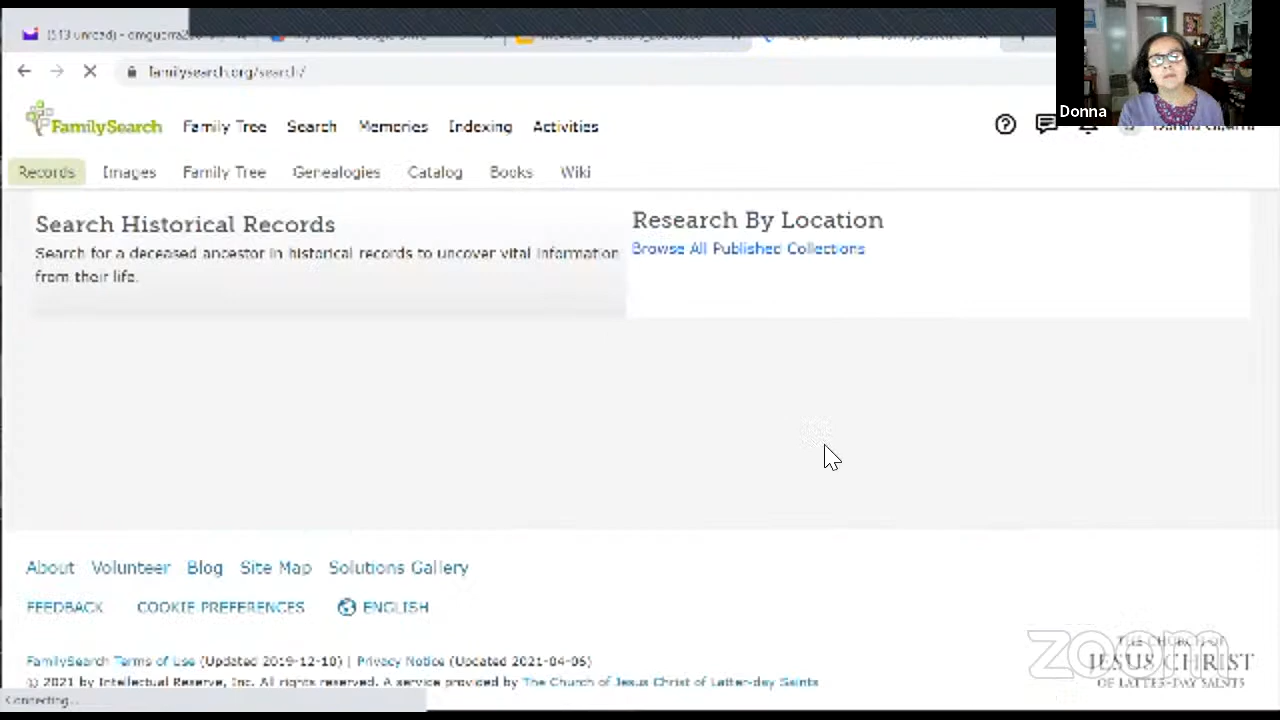 (513 unread) -
familysearch.org/search/
Donna
FamilySearch Family Tree Search Memories Indexing Activities
Records Images Family Tree Genealogies Catalog Books Wiki
Search Historical Records
Search for a deceased ancestor in historical records to uncover vital information
from their life.
Research By Location
Browse All Published Collections
About Volunteer Blog Site Map Solutions Gallery
FEEDBACK COOKIE PREFERENCES ENGLISH
FamilySearch Terms of Use (Updated 2019-12-10) | Privacy Notice (Updated 2021-04-06)
© 2021 by Intellectual Reserve, Inc. All rights reserved. A service provided by The Church of Jesus Christ of Latter-day Saints
zoom
THE CHURCH OF
JESUS CHRIST
OF LATTER-DAY SAINTS
Connecting...